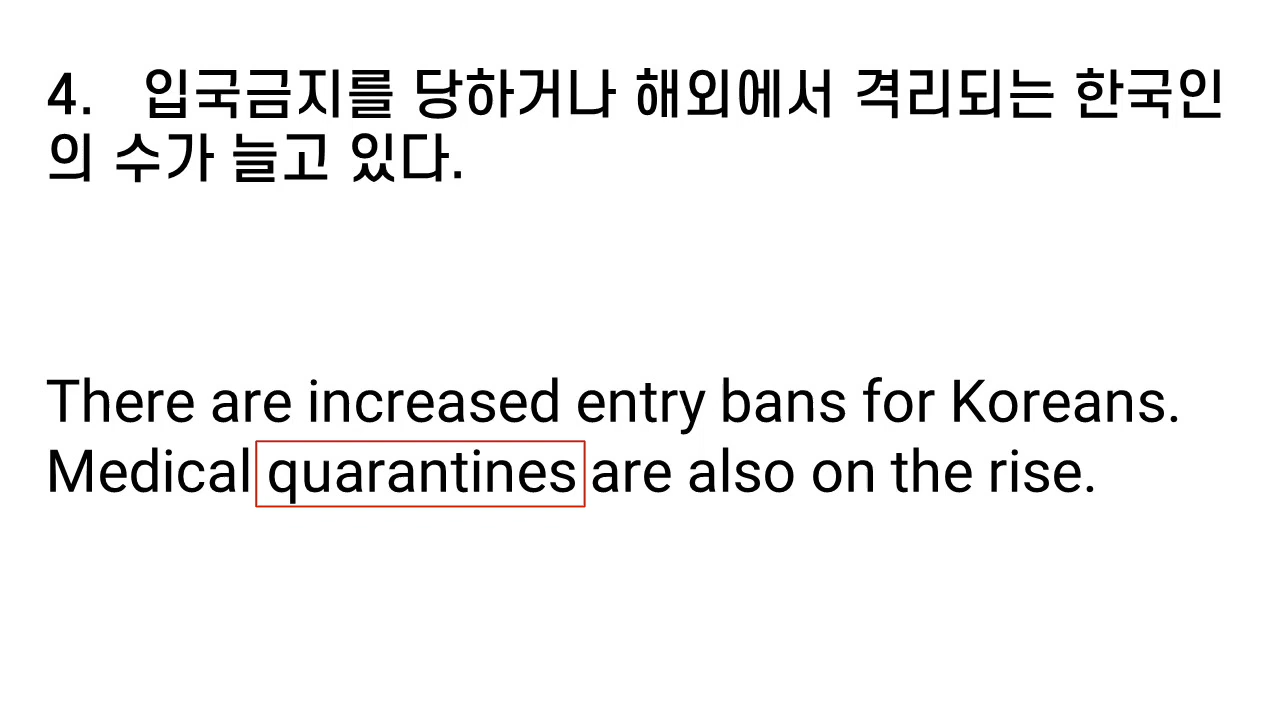 4. 입국금지를 당하거나 해외에서 격리되는 한국인
의 수가 늘고 있다.
There are increased entry bans for Koreans.
Medical quarantines are also on the rise.